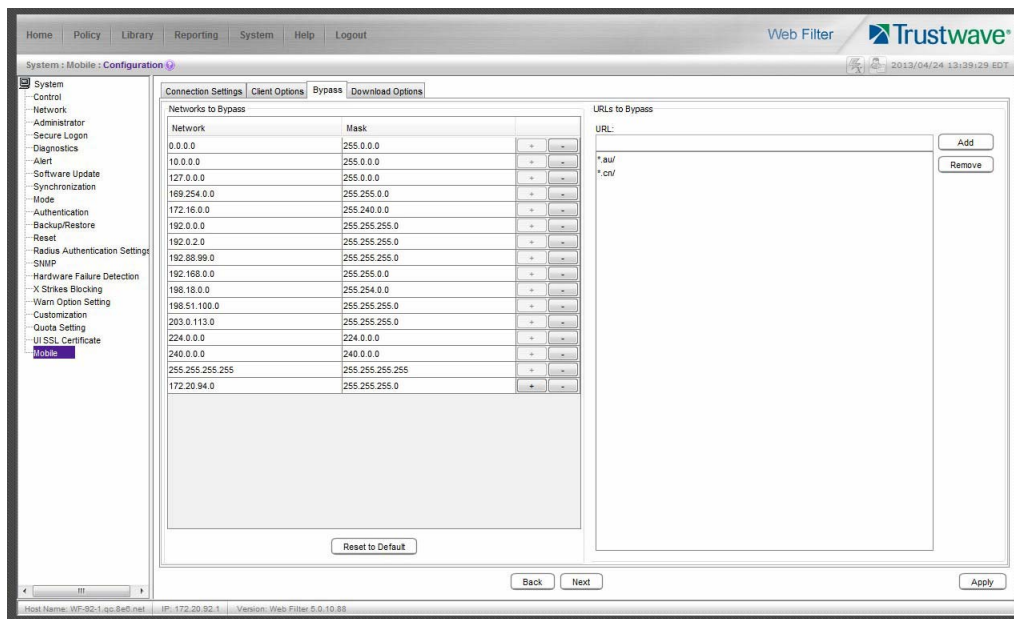 Home Policy Library Reporting System Help Logout
Web Filter
Trustwave®
System : Mobile : Configuration
2013/04/24 13:39:29 EDT
System
Control
Network
Administrator
Secure Logon
Diagnostics
Alert
Software Update
Synchronization
Mode
Authentication
Backup/Restore
Reset
Radius Authentication Settings
SNMP
Hardware Failure Detection
X Strikes Blocking
Warn Option Setting
Customization
Quota Setting
UI SSL Certificate
Mobile
Connection Settings Client Options Bypass Download Options
Networks to Bypass
Network Mask
0.0.0.0 255.0.0.0 + -
10.0.0.0 255.0.0.0 + -
127.0.0.0 255.0.0.0 + -
169.254.0.0 255.255.0.0 + -
172.16.0.0 255.240.0.0 + -
192.0.0.0 255.255.255.0 + -
192.0.2.0 255.255.255.0 + -
192.88.99.0 255.255.255.0 + -
192.168.0.0 255.255.0.0 + -
198.18.0.0 255.254.0.0 + -
198.51.100.0 255.255.255.0 + -
203.0.113.0 255.255.255.0 + -
224.0.0.0 224.0.0.0 + -
240.0.0.0 240.0.0.0 + -
255.255.255.255 255.255.255.255 + -
172.20.94.0 255.255.255.0 + -
Reset to Default
URLs to Bypass
URL:
Add
*.au/
*.cn/
Remove
Back Next
Apply
Host Name: WF-92-1.qc.8e6.net IP: 172.20.92.1 Version: Web Filter 5.0.10.88